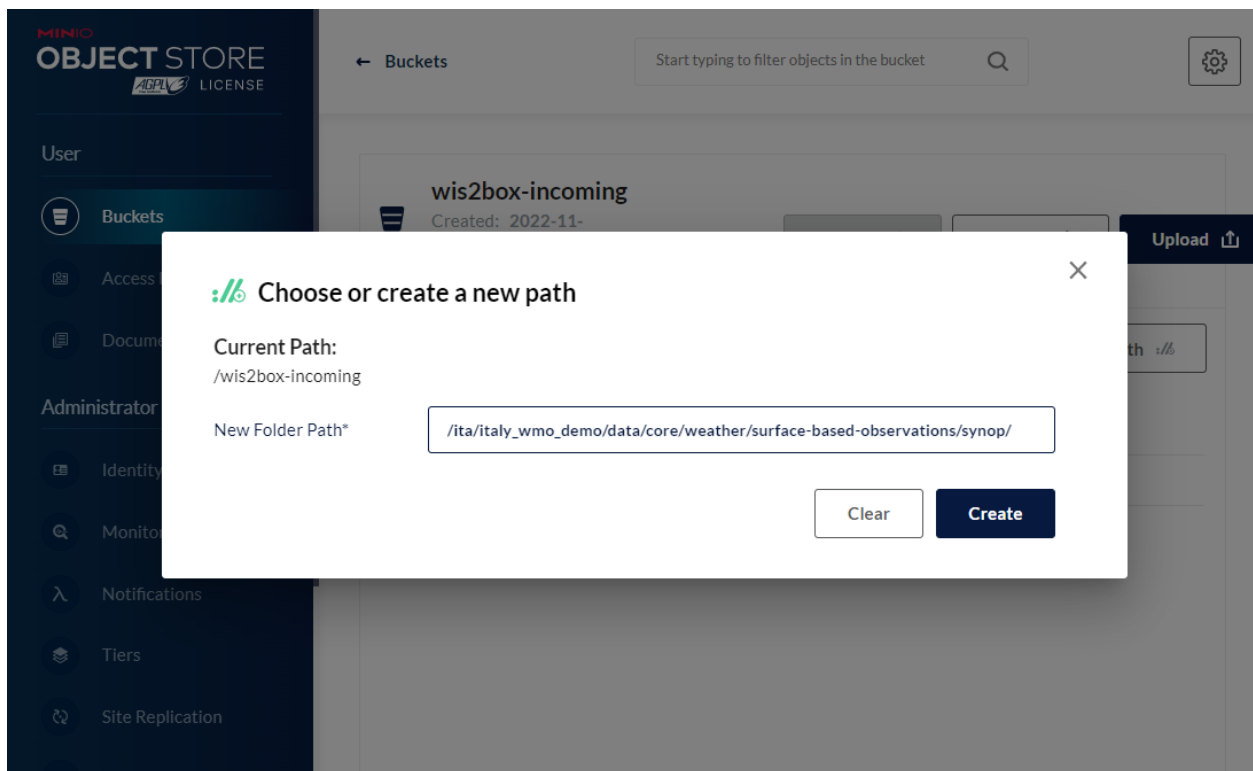 MINIO
OBJECT STORE
AGPLV3 LICENSE
← Buckets
Start typing to filter objects in the bucket
User
Buckets
Access
Docume
Administrator
Identity
Monitor
Notifications
Tiers
Site Replication
wis2box-incoming
Created: 2022-11-
Upload
th
Choose or create a new path
Current Path:
/wis2box-incoming
New Folder Path*
/ita/italy_wmo_demo/data/core/weather/surface-based-observations/synop/
Clear
Create